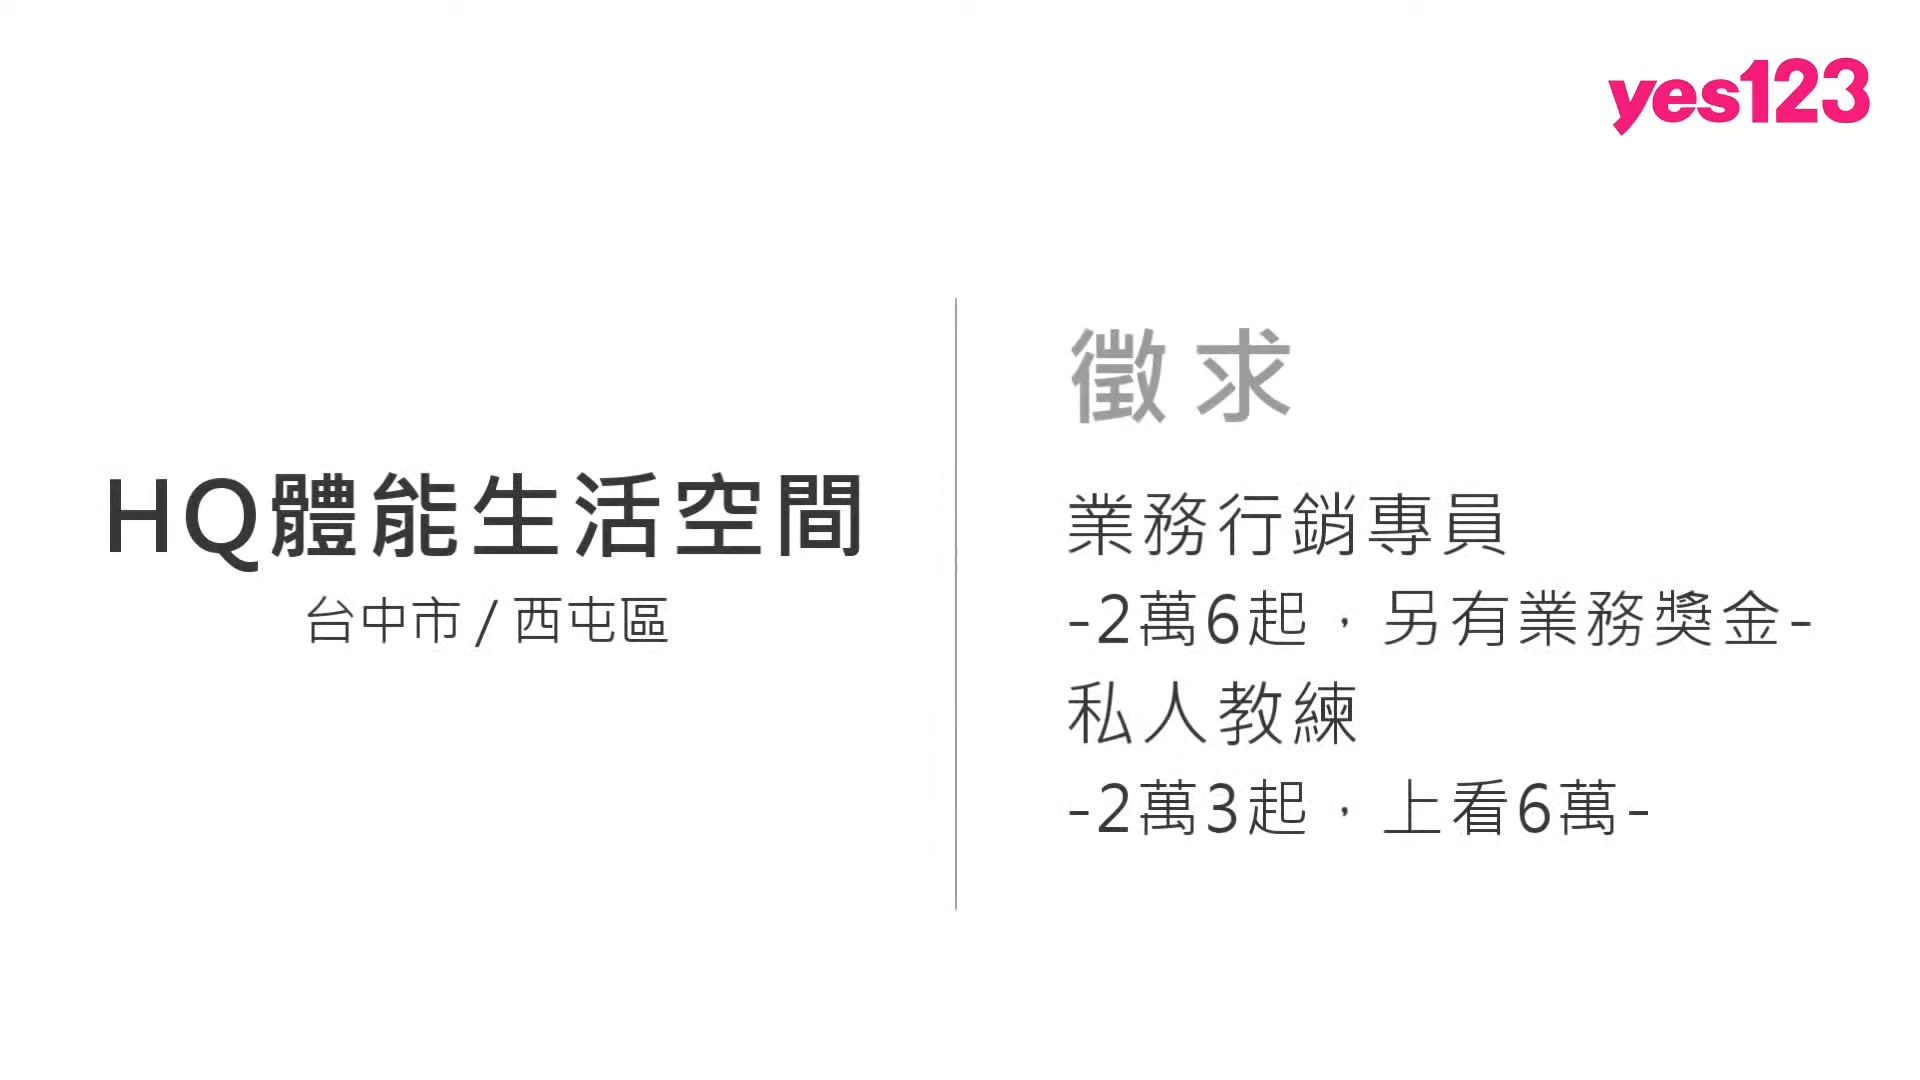 yes123
HQ體能生活空間
台中市 / 西屯區
徵求
業務行銷專員
-2萬6起，另有業務獎金-
私人教練
-2萬3起，上看6萬-